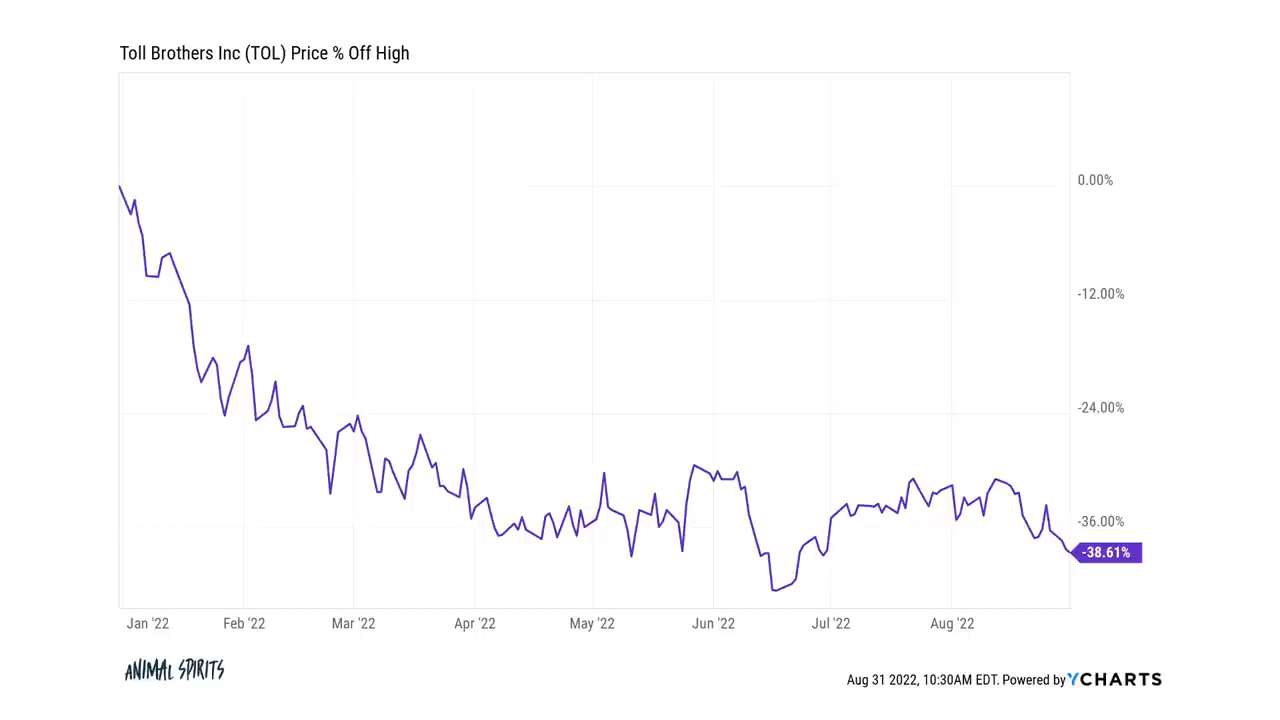 Toll Brothers Inc (TOL) Price % Off High
0.00%
-12.00%
-24.00%
-36.00%
-38.61%
Jan '22 Feb '22 Mar '22 Apr '22 May '22 Jun '22 Jul '22 Aug '22
ANIMAL SPIRITS
Aug 31 2022, 10:30AM EDT. Powered by YCHARTS